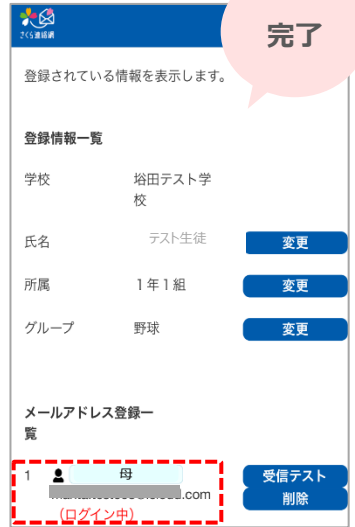 さくら連絡網
完了
登録されている情報を表示します。
登録情報一覧
学校 裕田テスト学
校
氏名 テスト生徒 変更
所属 1年1組 変更
グループ 野球 変更
メールアドレス登録一
覧
1 母 受信テスト
.com 削除
(ログイン中)